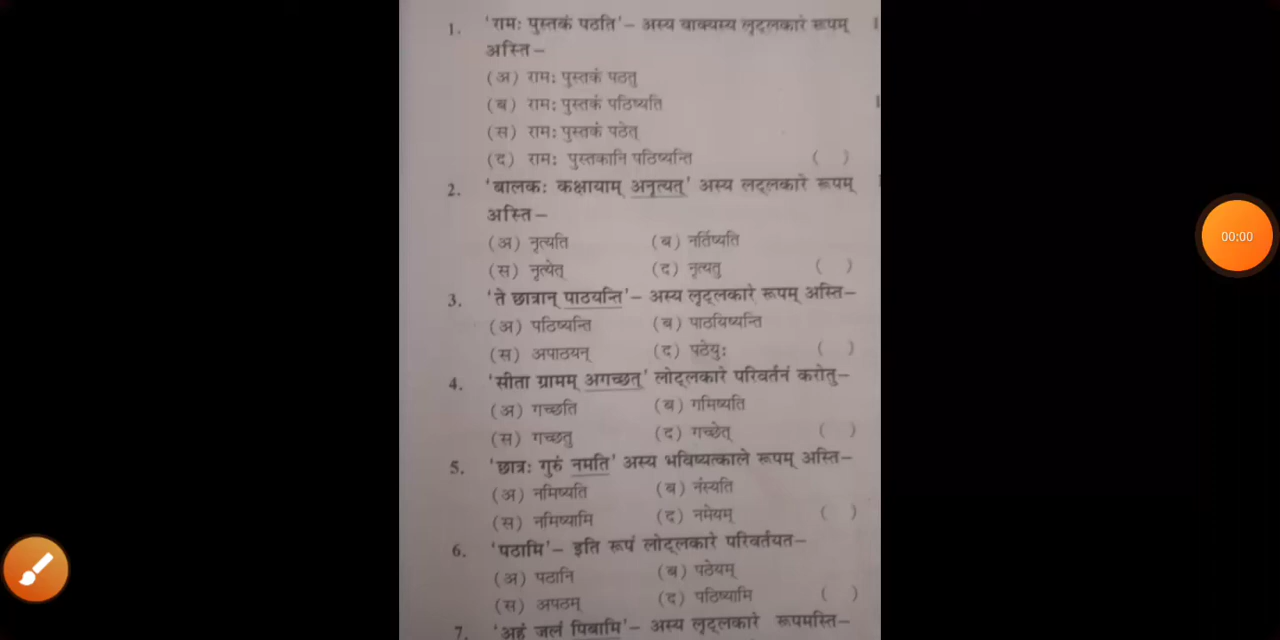 1. 'रामः पुस्तकं पठति'– अस्य वाक्यस्य लृट्लकारे रूपम्
अस्ति–
(अ) रामः पुस्तकं पठतु
(ब) रामः पुस्तकं पठिष्यति
(स) रामः पुस्तकं पठेत्
(द) रामः पुस्तकानि पठिष्यन्ति ( )
2. 'बालकः कक्षायाम् अनृत्यत्' अस्य लट्लकारे रूपम्
अस्ति–
(अ) नृत्यति (ब) नर्तिष्यति
(स) नृत्येत् (द) नृत्यतु ( )
3. 'ते छात्रान् पाठयन्ति'– अस्य लृट्लकारे रूपम् अस्ति–
(अ) पठिष्यन्ति (ब) पाठयिष्यन्ति
(स) अपाठयन् (द) पठेयुः ( )
4. 'सीता ग्रामम् अगच्छत्' लोट्लकारे परिवर्तनं करोतु–
(अ) गच्छति (ब) गमिष्यति
(स) गच्छतु (द) गच्छेत् ( )
5. 'छात्रः गुरुं नमति' अस्य भविष्यत्काले रूपम् अस्ति–
(अ) नमिष्यति (ब) नंस्यति
(स) नमिष्यामि (द) नमेयम् ( )
6. 'पठामि'– इति रूपं लोट्लकारे परिवर्तयत–
(अ) पठानि (ब) पठेयम्
(स) अपठम् (द) पठिष्यामि ( )
7. 'अहं जलं पिबामि'– अस्य लृट्लकारे रूपमस्ति–
00:00